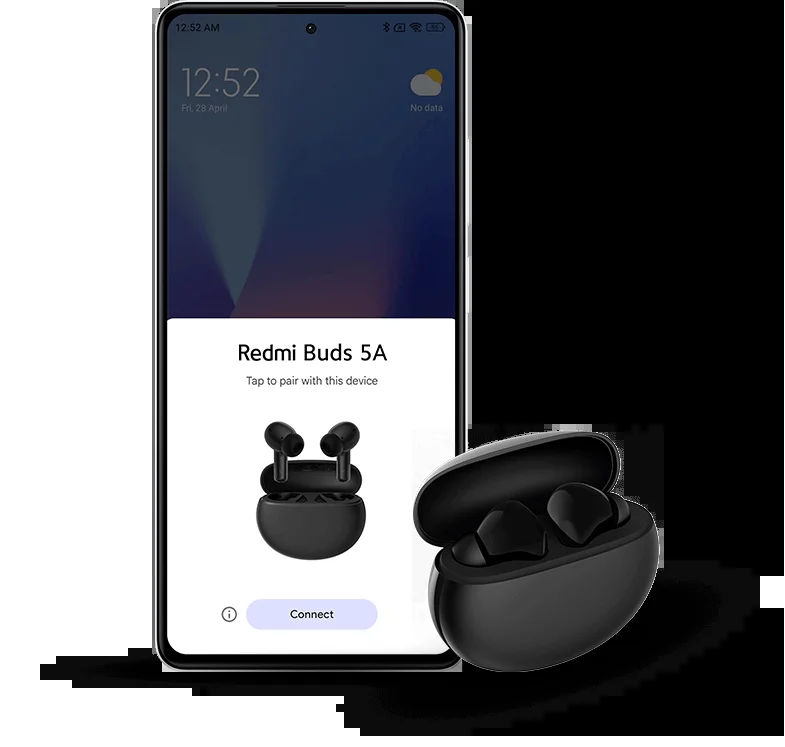 12:52 AM
12:52
Fri, 28 April
No data
Redmi Buds 5A
Tap to pair with this device
Connect